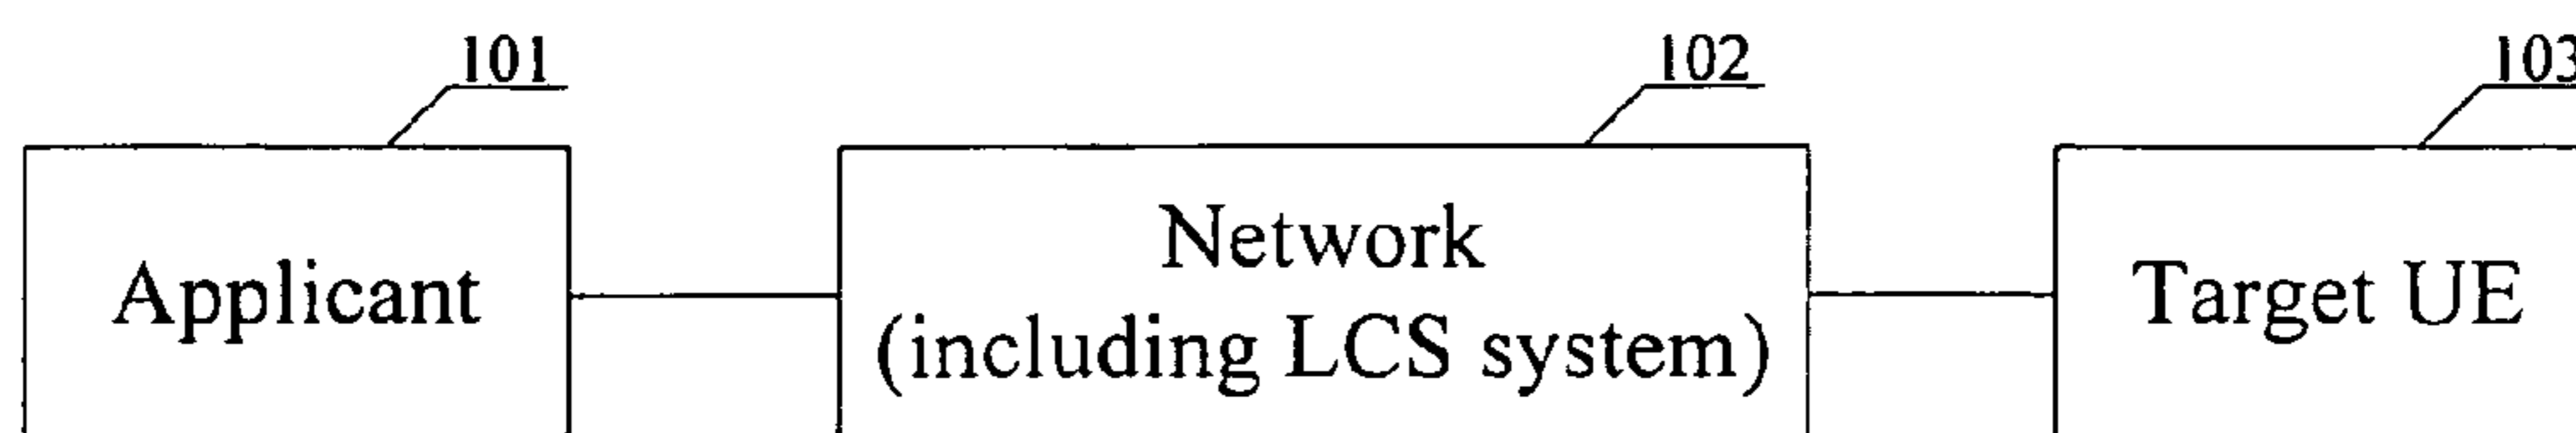 101
102
103
Applicant
Network
(including LCS system)
Target UE